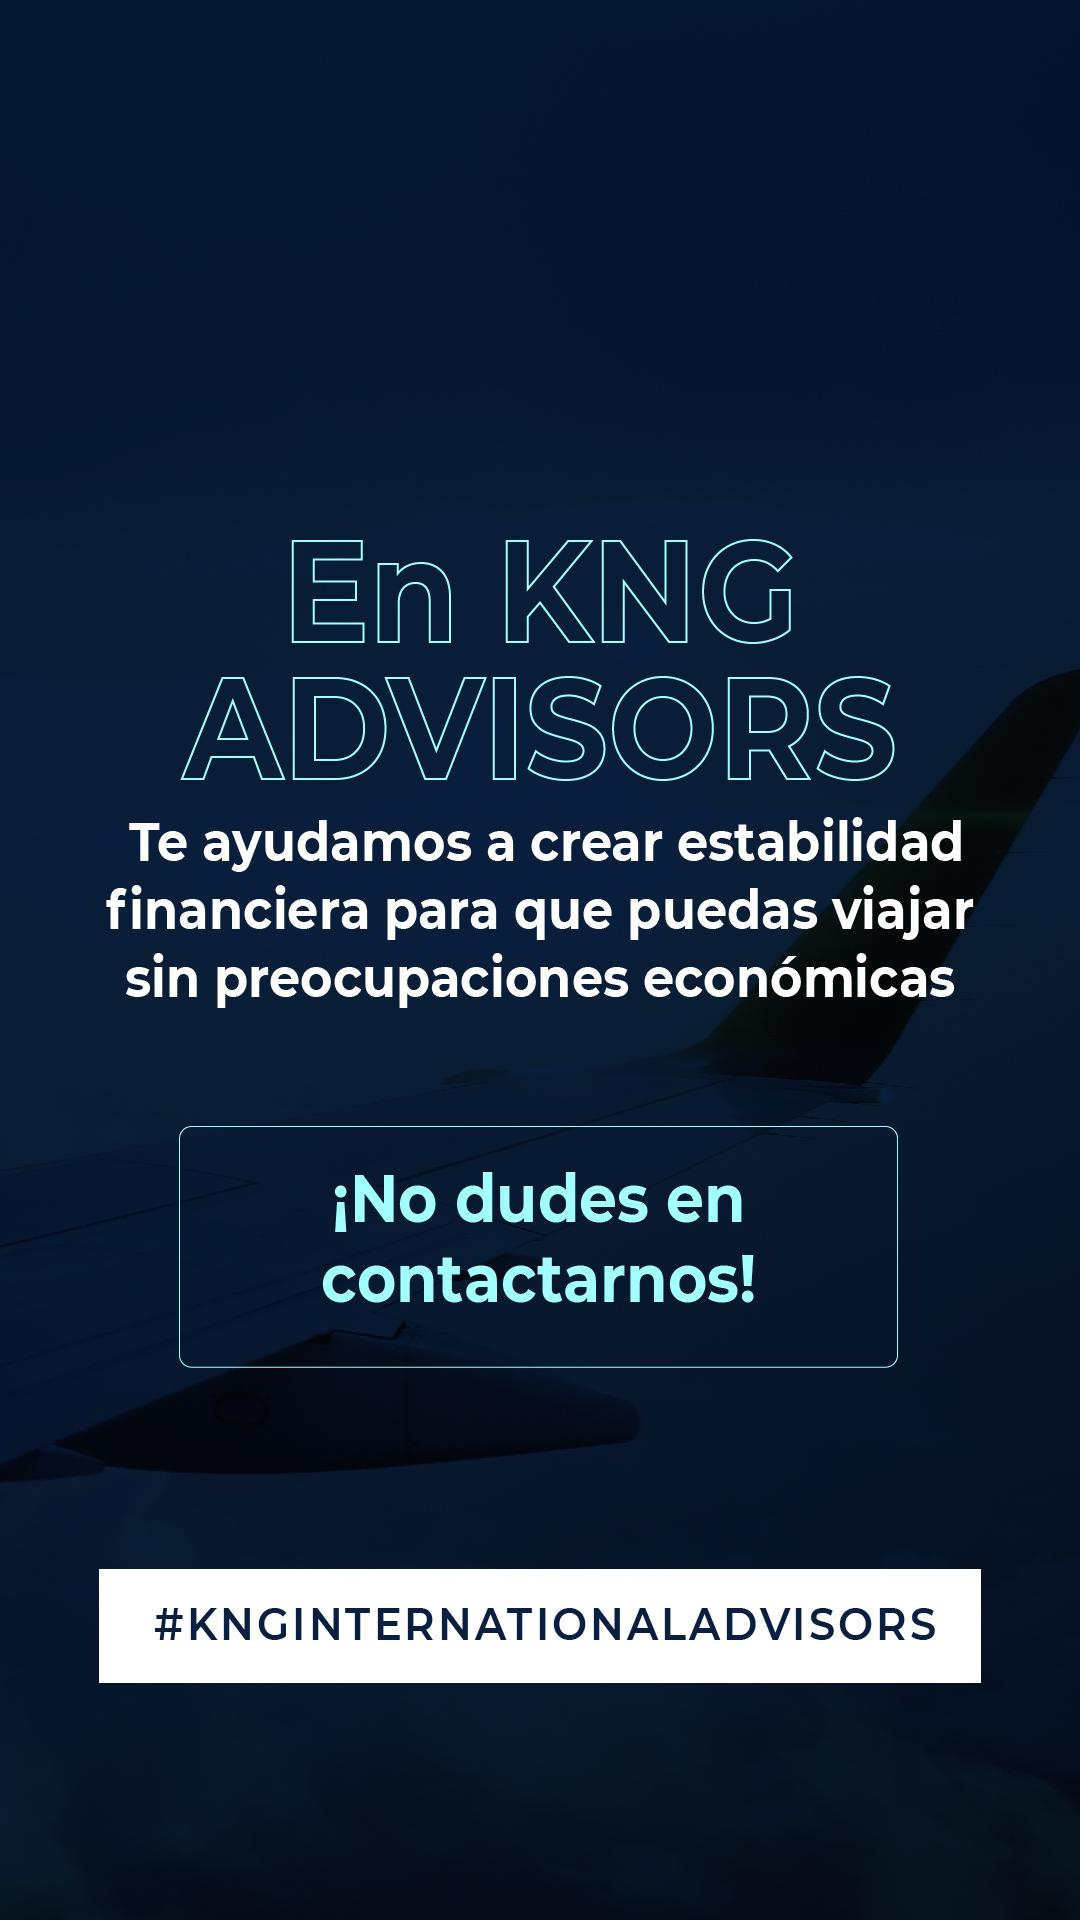 En KNG
ADVISORS
Te ayudamos a crear estabilidad
financiera para que puedas viajar
sin preocupaciones económicas
¡No dudes en
contactarnos!
#KNGINTERNATIONALADVISORS